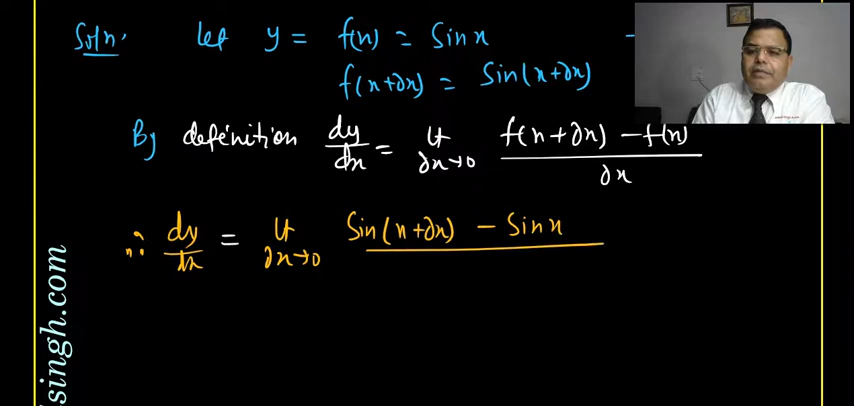 Soln. Let y = f(x) = Sin x
f(x+∂x) = Sin(x+∂x)
By definition dy/dx = lt ∂x→0 f(x+∂x) - f(x) / ∂x
∴ dy/dx = lt ∂x→0 Sin(x+∂x) - Sin x
singh.com